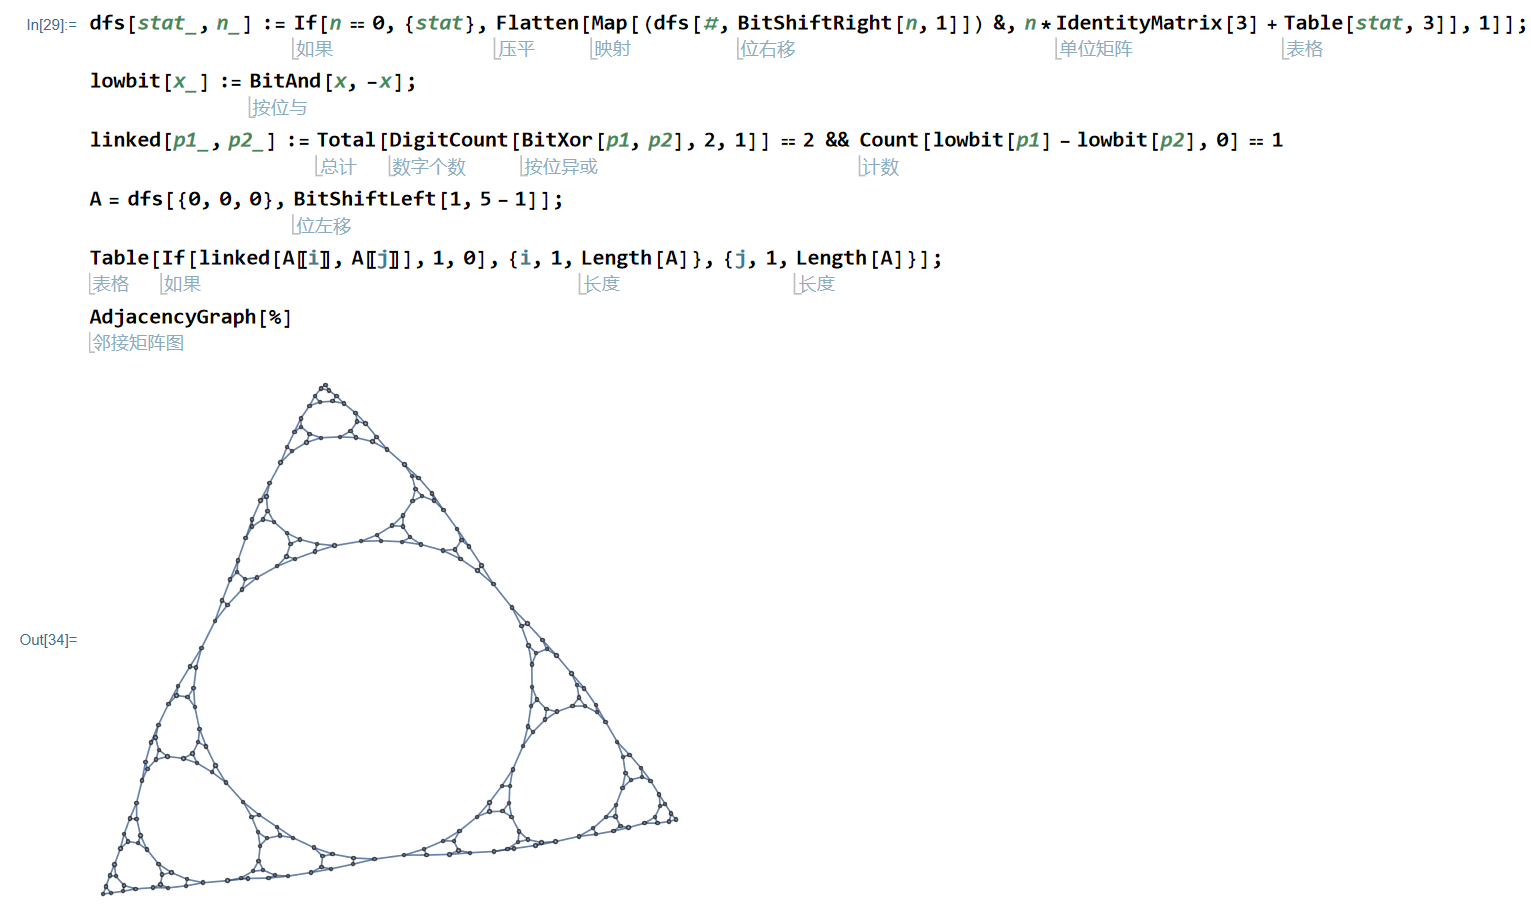 In[29]:= dfs[stat_, n_] := If[n == 0, {stat}, Flatten[Map[(dfs[#, BitShiftRight[n, 1]]) &, n * IdentityMatrix[3] + Table[stat, 3]], 1]];
如果 压平 映射 位右移 单位矩阵 表格
lowbit[x_] := BitAnd[x, -x];
按位与
linked[p1_, p2_] := Total[DigitCount[BitXor[p1, p2], 2, 1]] == 2 && Count[lowbit[p1] - lowbit[p2], 0] == 1
总计 数字个数 按位异或 计数
A = dfs[{0, 0, 0}, BitShiftLeft[1, 5 - 1]];
位左移
Table[If[linked[A〚i〛, A〚j〛], 1, 0], {i, 1, Length[A]}, {j, 1, Length[A]}];
表格 如果 长度 长度
AdjacencyGraph[%]
邻接矩阵图
Out[34]=